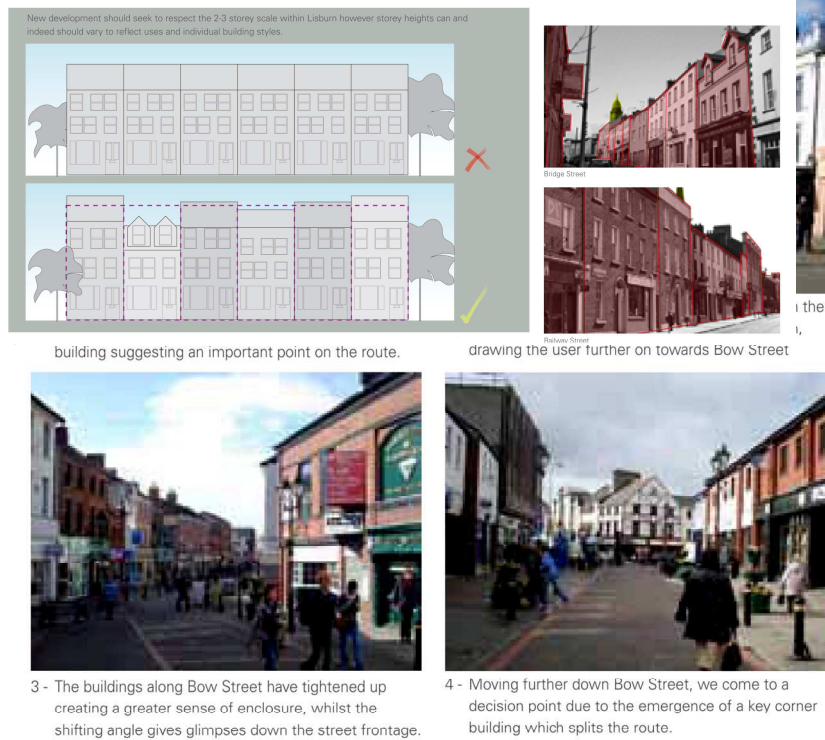 New development should seek to respect the 2-3 storey scale within Lisburn however storey heights can and
indeed should vary to reflect uses and individual building styles.
Bridge Street
Railway Street
the
building suggesting an important point on the route.
drawing the user further on towards Bow Street
3 - The buildings along Bow Street have tightened up
creating a greater sense of enclosure, whilst the
shifting angle gives glimpses down the street frontage.
4 - Moving further down Bow Street, we come to a
decision point due to the emergence of a key corner
building which splits the route.